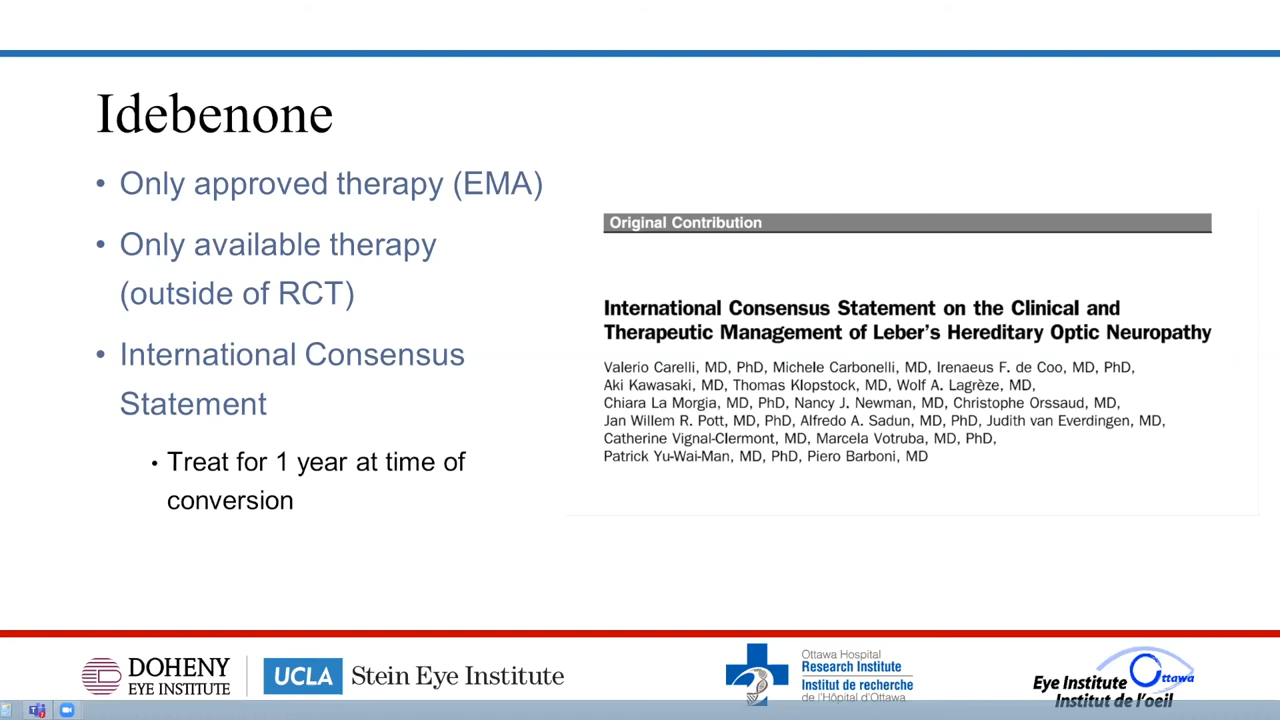 Idebenone
• Only approved therapy (EMA)
• Only available therapy
(outside of RCT)
• International Consensus
Statement
• Treat for 1 year at time of
conversion
Original Contribution
International Consensus Statement on the Clinical and
Therapeutic Management of Leber's Hereditary Optic Neuropathy
Valerio Carelli, MD, PhD, Michele Carbonelli, MD, Irenaeus F. de Coo, MD, PhD,
Aki Kawasaki, MD, Thomas Klopstock, MD, Wolf A. Lagrèze, MD,
Chiara La Morgia, MD, PhD, Nancy J. Newman, MD, Christophe Orssaud, MD,
Jan Willem R. Pott, MD, PhD, Alfredo A. Sadun, MD, PhD, Judith van Everdingen, MD,
Catherine Vignal-Clermont, MD, Marcela Votruba, MD, PhD,
Patrick Yu-Wai-Man, MD, PhD, Piero Barboni, MD
DOHENY
EYE INSTITUTE
UCLA Stein Eye Institute
Ottawa Hospital
Research Institute
Institut de recherche
de l'Hôpital d'Ottawa
Eye Institute Ottawa
Institut de l'oeil